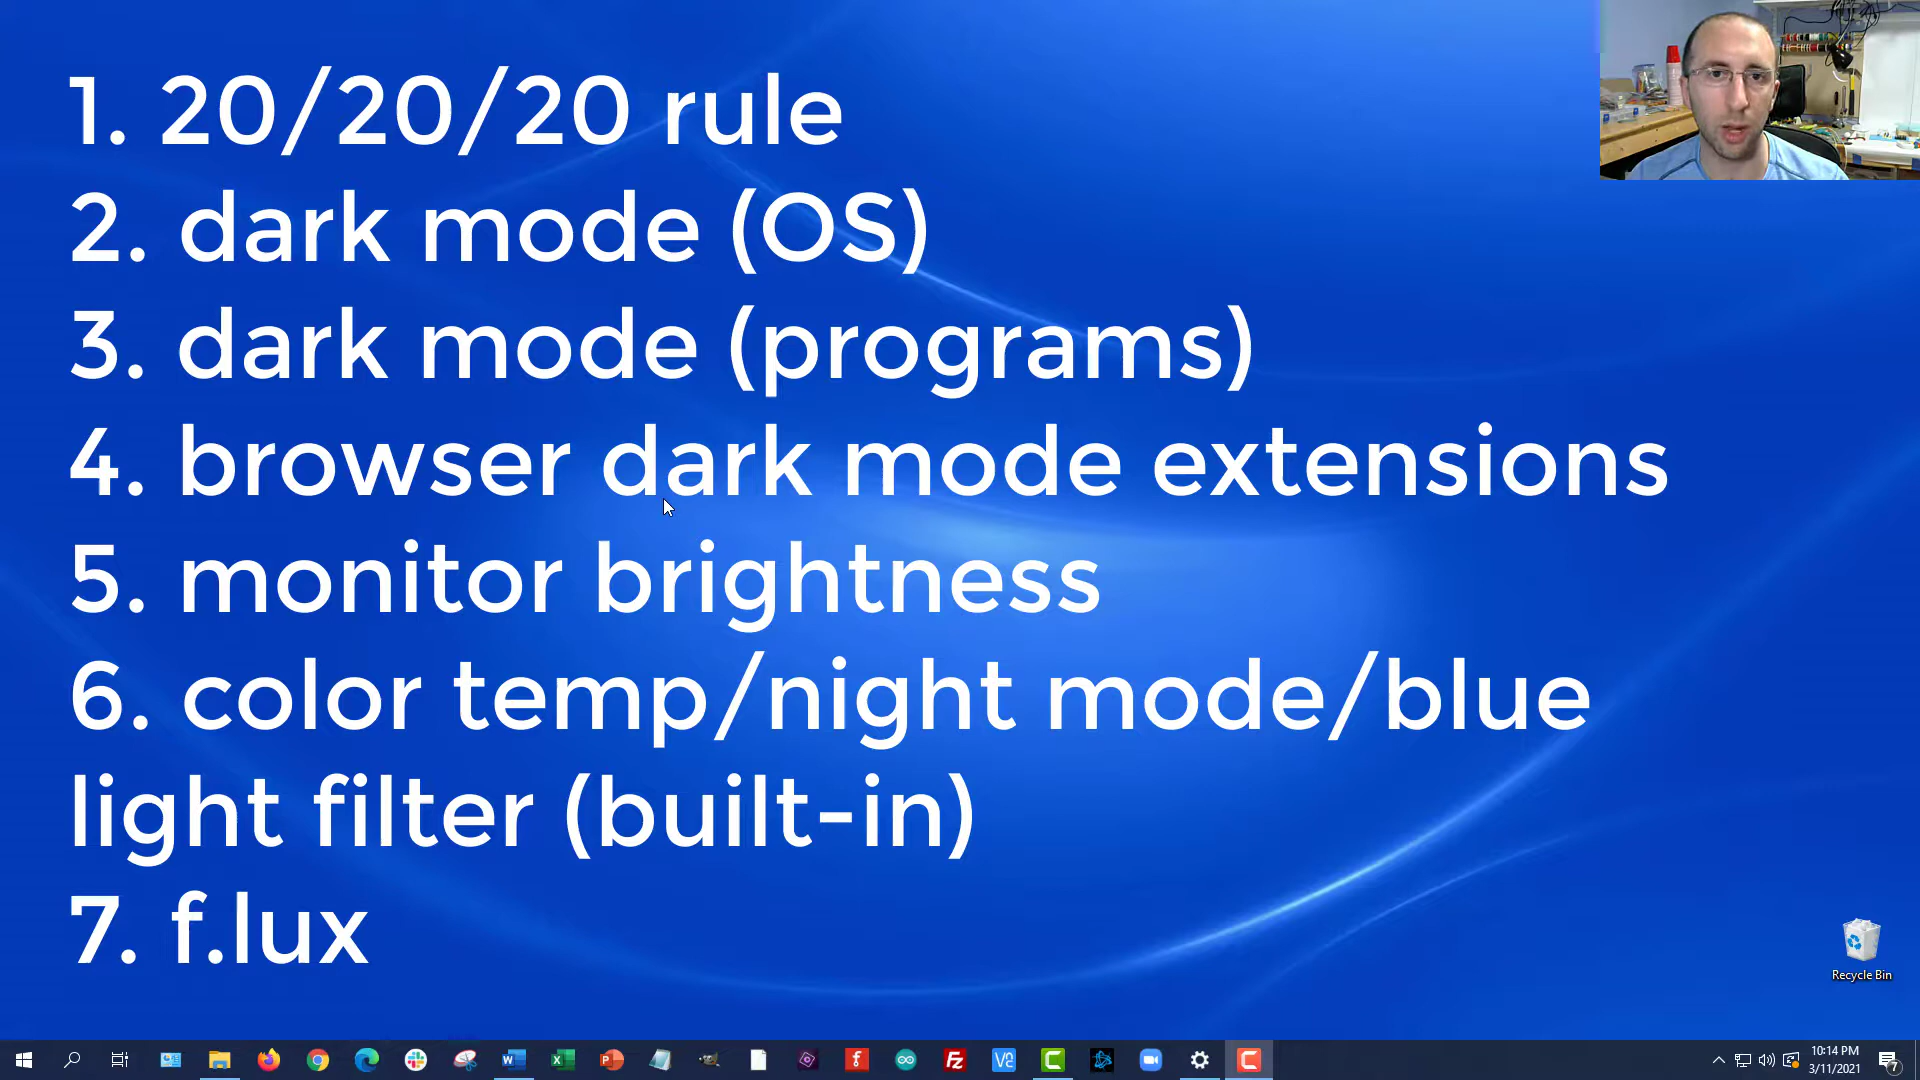 1. 20/20/20 rule
2. dark mode (OS)
3. dark mode (programs)
4. browser dark mode extensions
5. monitor brightness
6. color temp/night mode/blue
light filter (built-in)
7. f.lux
Recycle Bin
10:14 PM
3/11/2021
7